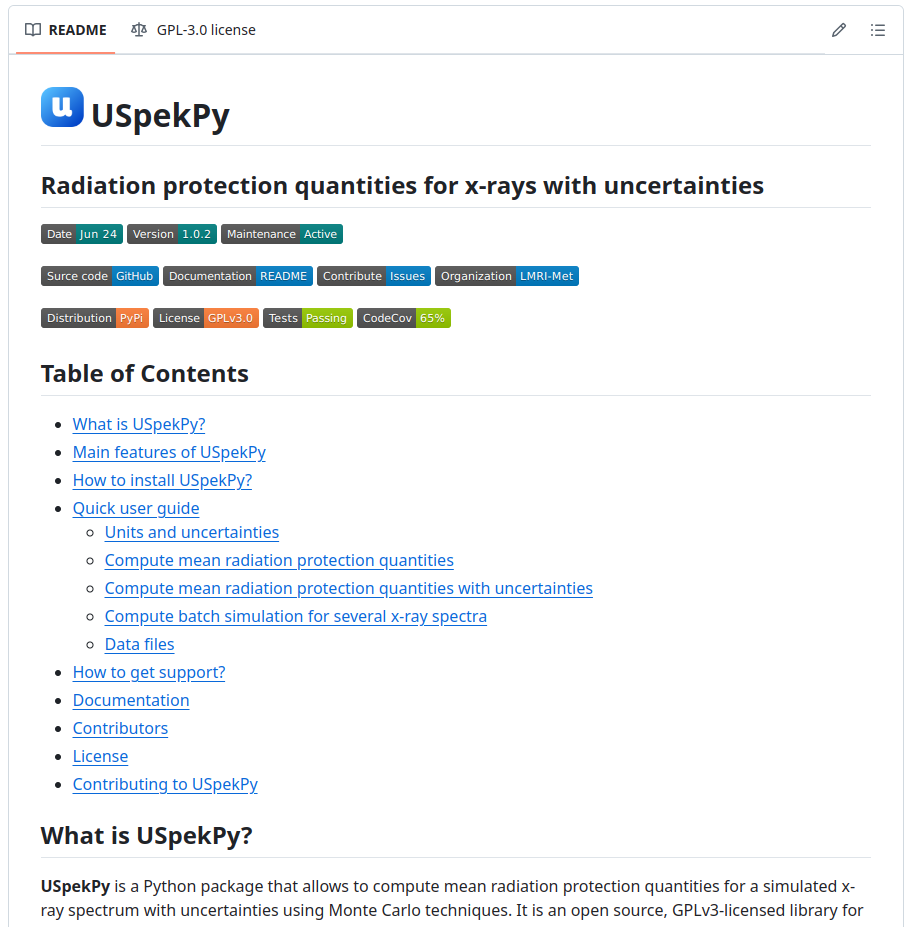 README GPL-3.0 license
u USpekPy
Radiation protection quantities for x-rays with uncertainties
Date Jun 24 Version 1.0.2 Maintenance Active
Surce code GitHub Documentation README Contribute Issues Organization LMRI-Met
Distribution PyPi License GPLv3.0 Tests Passing CodeCov 65%
Table of Contents
What is USpekPy?
Main features of USpekPy
How to install USpekPy?
Quick user guide
Units and uncertainties
Compute mean radiation protection quantities
Compute mean radiation protection quantities with uncertainties
Compute batch simulation for several x-ray spectra
Data files
How to get support?
Documentation
Contributors
License
Contributing to USpekPy
What is USpekPy?
USpekPy is a Python package that allows to compute mean radiation protection quantities for a simulated x-
ray spectrum with uncertainties using Monte Carlo techniques. It is an open source, GPLv3-licensed library for